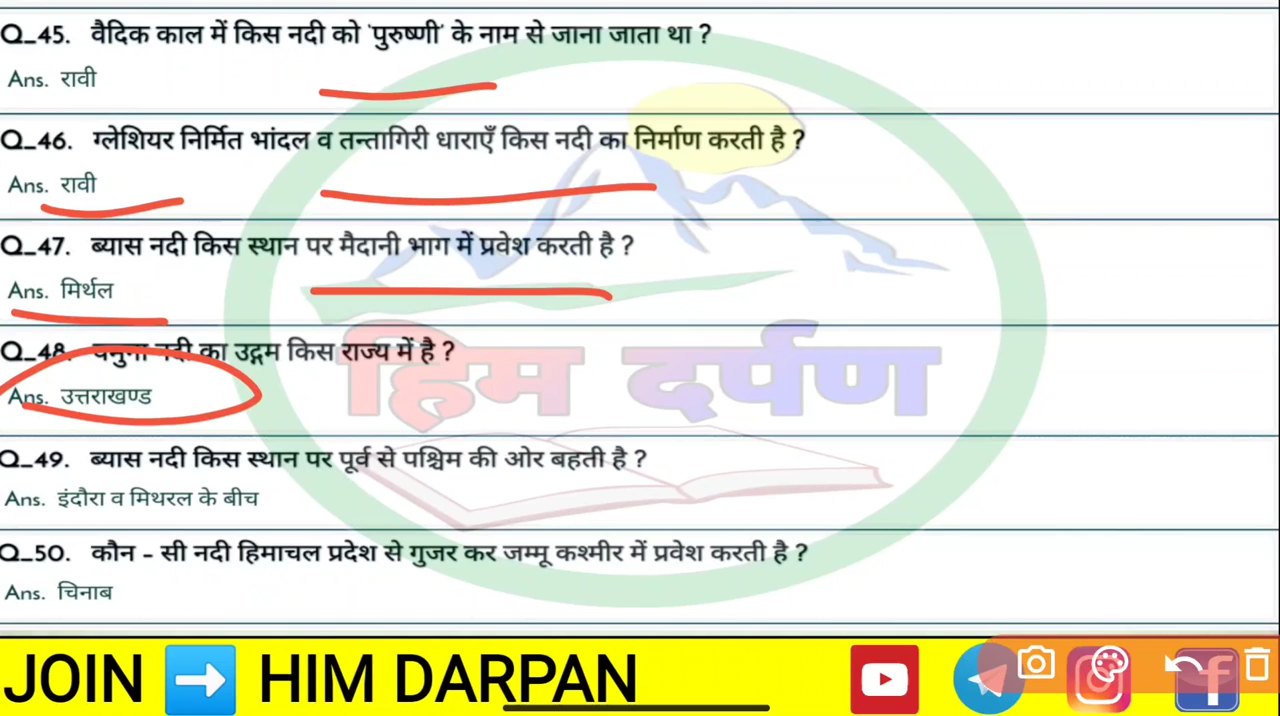 Q_45. वैदिक काल में किस नदी को 'पुरुष्णी' के नाम से जाना जाता था ?
Ans. रावी
Q_46. ग्लेशियर निर्मित भांदल व तन्तागिरी धाराएँ किस नदी का निर्माण करती है ?
Ans. रावी
Q_47. ब्यास नदी किस स्थान पर मैदानी भाग में प्रवेश करती है ?
Ans. मिर्थल
Q_48. यमुना नदी का उद्गम किस राज्य में है ?
Ans. उत्तराखण्ड
हिम दर्पण
Q_49. ब्यास नदी किस स्थान पर पूर्व से पश्चिम की ओर बहती है ?
Ans. इंदौरा व मिथरल के बीच
Q_50. कौन - सी नदी हिमाचल प्रदेश से गुजर कर जम्मू कश्मीर में प्रवेश करती है ?
Ans. चिनाब
JOIN ➡ HIM DARPAN